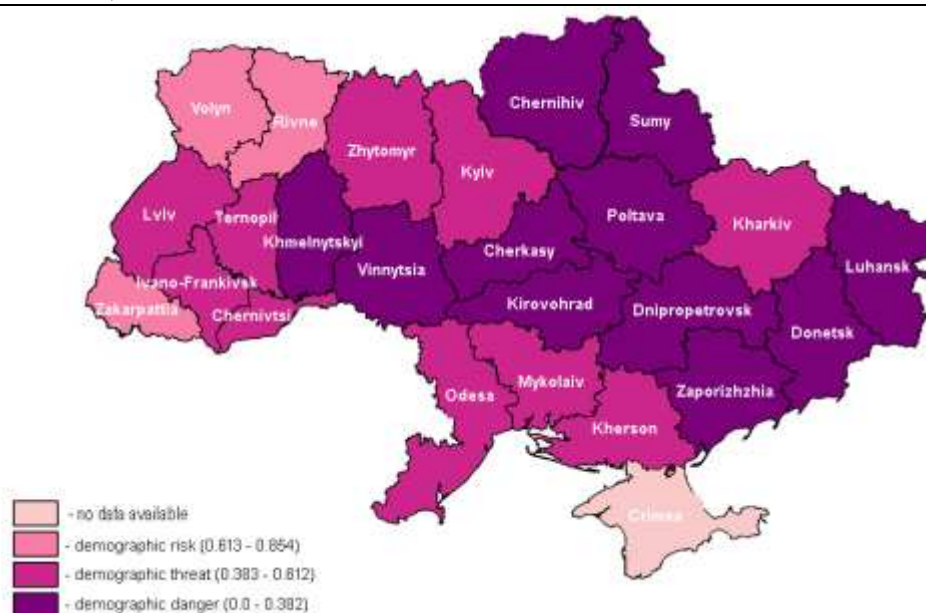 Volyn
Rivne
Zhytomyr
Kyiv
Chernihiv
Sumy
Lviv
Ternopil
Khmelnytskyi
Vinnytsia
Cherkasy
Poltava
Kharkiv
Luhansk
Ivano-Frankivsk
Zakarpattia
Chernivtsi
Kirovohrad
Dnipropetrovsk
Donetsk
Odesa
Mykolaiv
Zaporizhzhia
Kherson
Crimea
- no data available
- demographic risk (0.613 - 0.854)
- demographic threat (0.383 - 0.612)
- demographic danger (0.0 - 0.382)